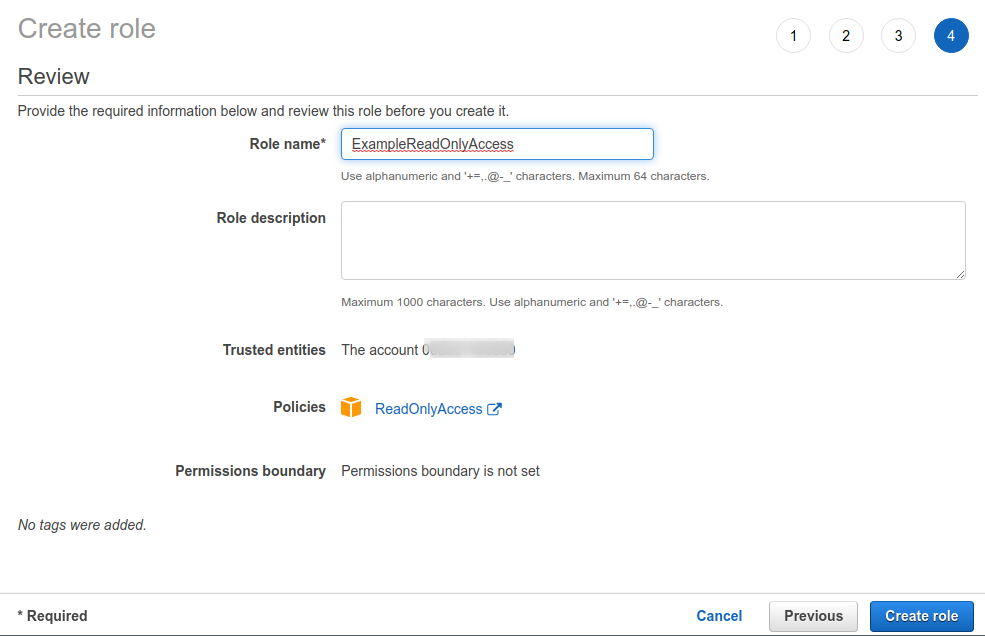 Create role
1 2 3 4
Review
Provide the required information below and review this role before you create it.
Role name* ExampleReadOnlyAccess
Use alphanumeric and '+=,.@-_' characters. Maximum 64 characters.
Role description
Maximum 1000 characters. Use alphanumeric and '+=,.@-_' characters.
Trusted entities The account
Policies ReadOnlyAccess
Permissions boundary Permissions boundary is not set
No tags were added.
* Required Cancel Previous Create role